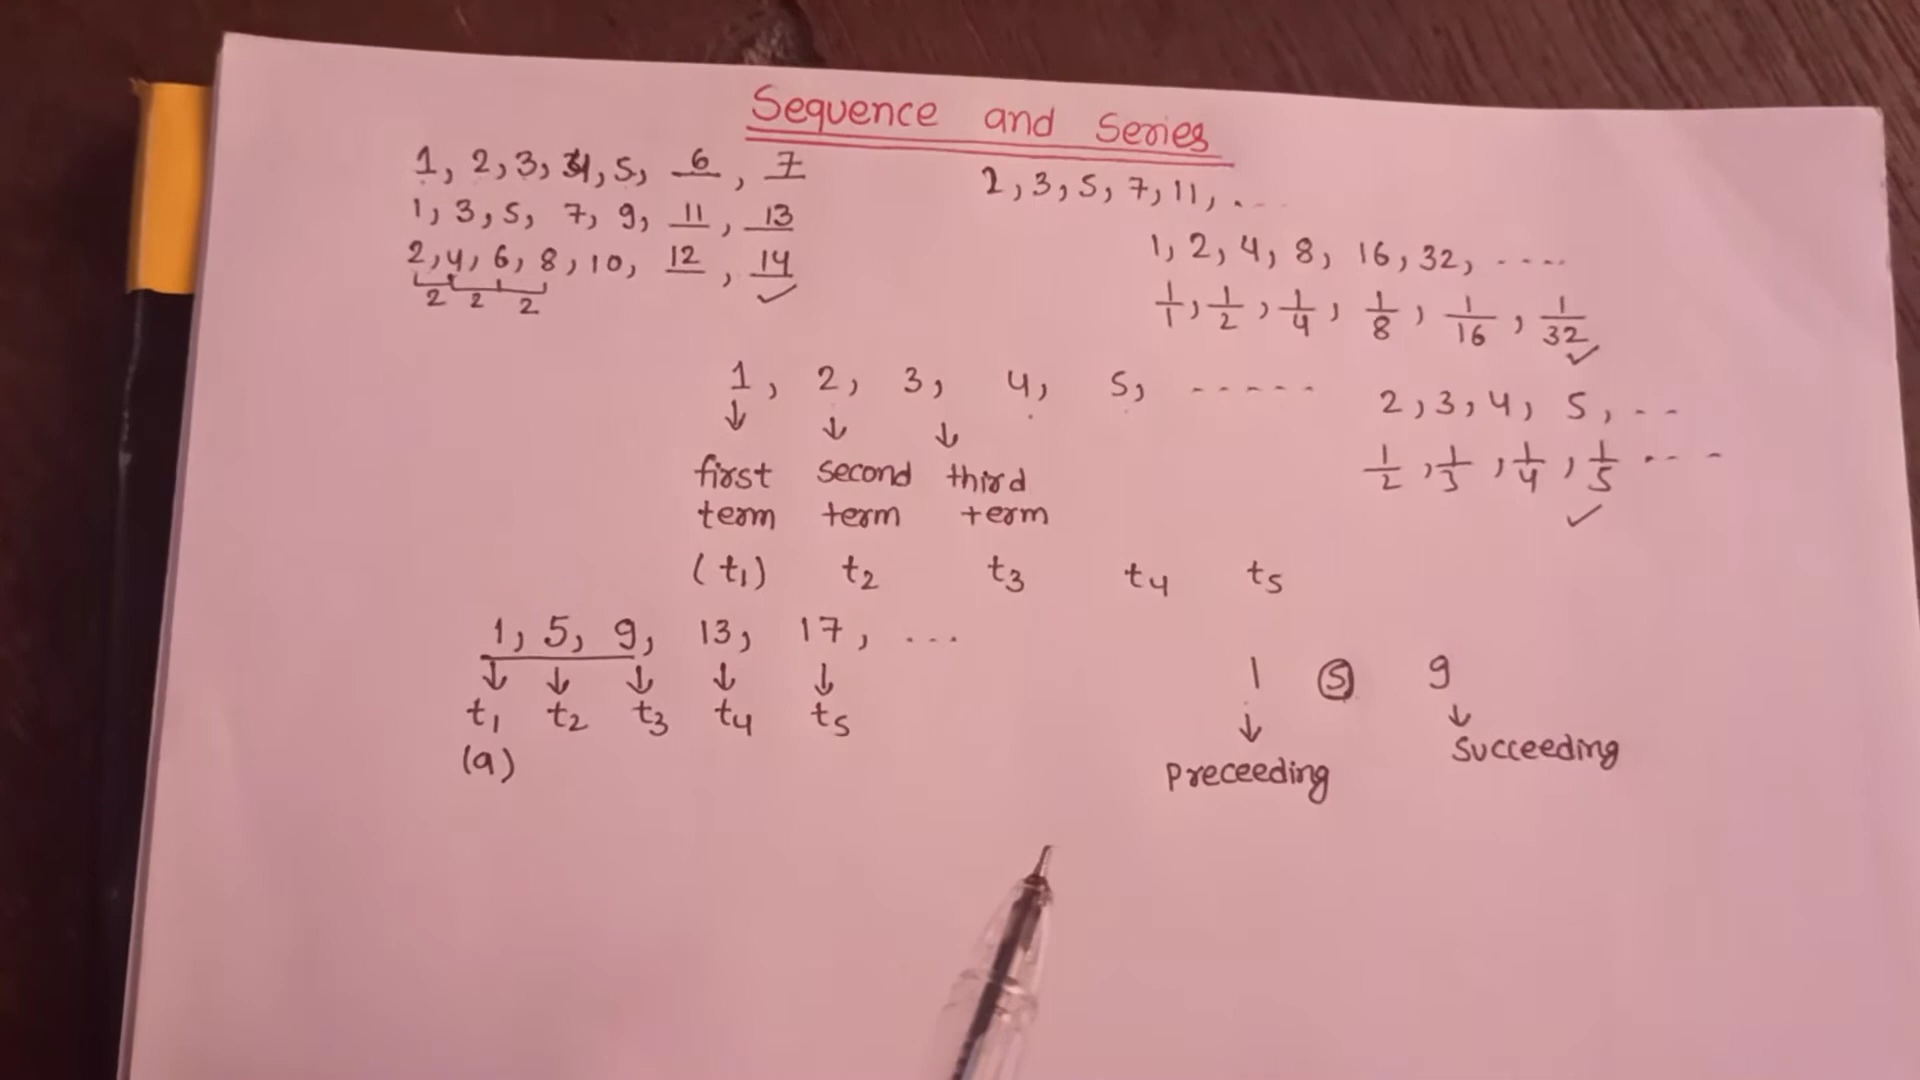 Sequence and Series
1, 2, 3, 4, 5, 6, 7
1, 3, 5, 7, 9, 11, 13
2, 4, 6, 8, 10, 12, 14 ✓
2 2 2
2, 3, 5, 7, 11, ....
1, 2, 4, 8, 16, 32, ....
1/1, 1/2, 1/4, 1/8, 1/16, 1/32 ✓
1, 2, 3, 4, 5, .....
↓ ↓ ↓
first second third
term term term
(t₁) t₂ t₃ t₄ t₅
2, 3, 4, 5, ..
1/2, 1/3, 1/4, 1/5 ... ✓
1, 5, 9, 13, 17, ...
↓ ↓ ↓ ↓ ↓
t₁ t₂ t₃ t₄ t₅
(a)
1 5 9
↓ ↓
Preceeding Succeeding